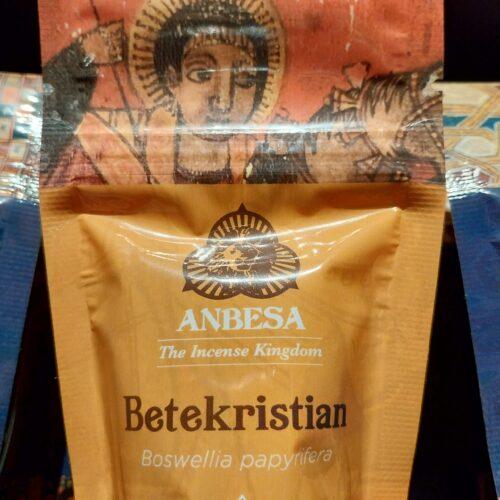 ANBESA
The Incense Kingdom
Betekristian
Boswellia papyrifera